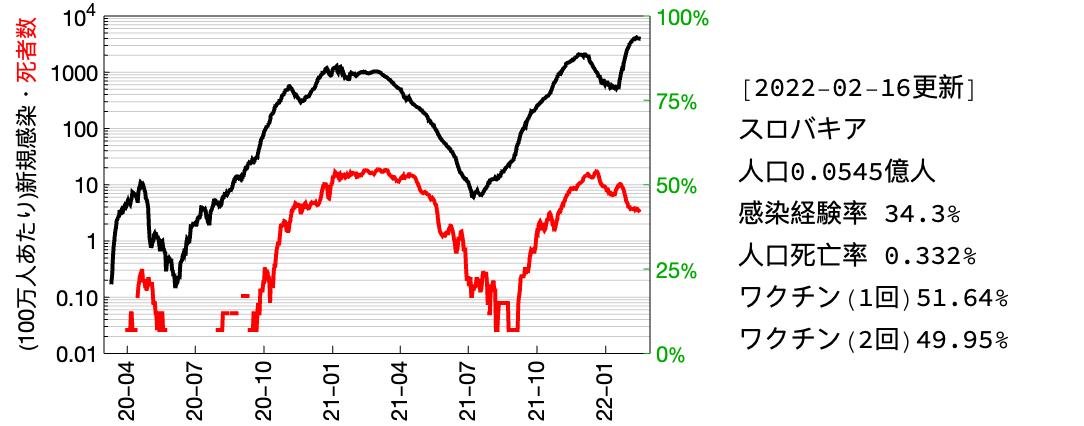 (100万人あたり)新規感染・死者数
10^4
1000
100
10
1
0.10
0.01
100%
75%
50%
25%
0%
20-04
20-07
20-10
21-01
21-04
21-07
21-10
22-01
[2022-02-16更新]
スロバキア
人口0.0545億人
感染経験率 34.3%
人口死亡率 0.332%
ワクチン(1回)51.64%
ワクチン(2回)49.95%